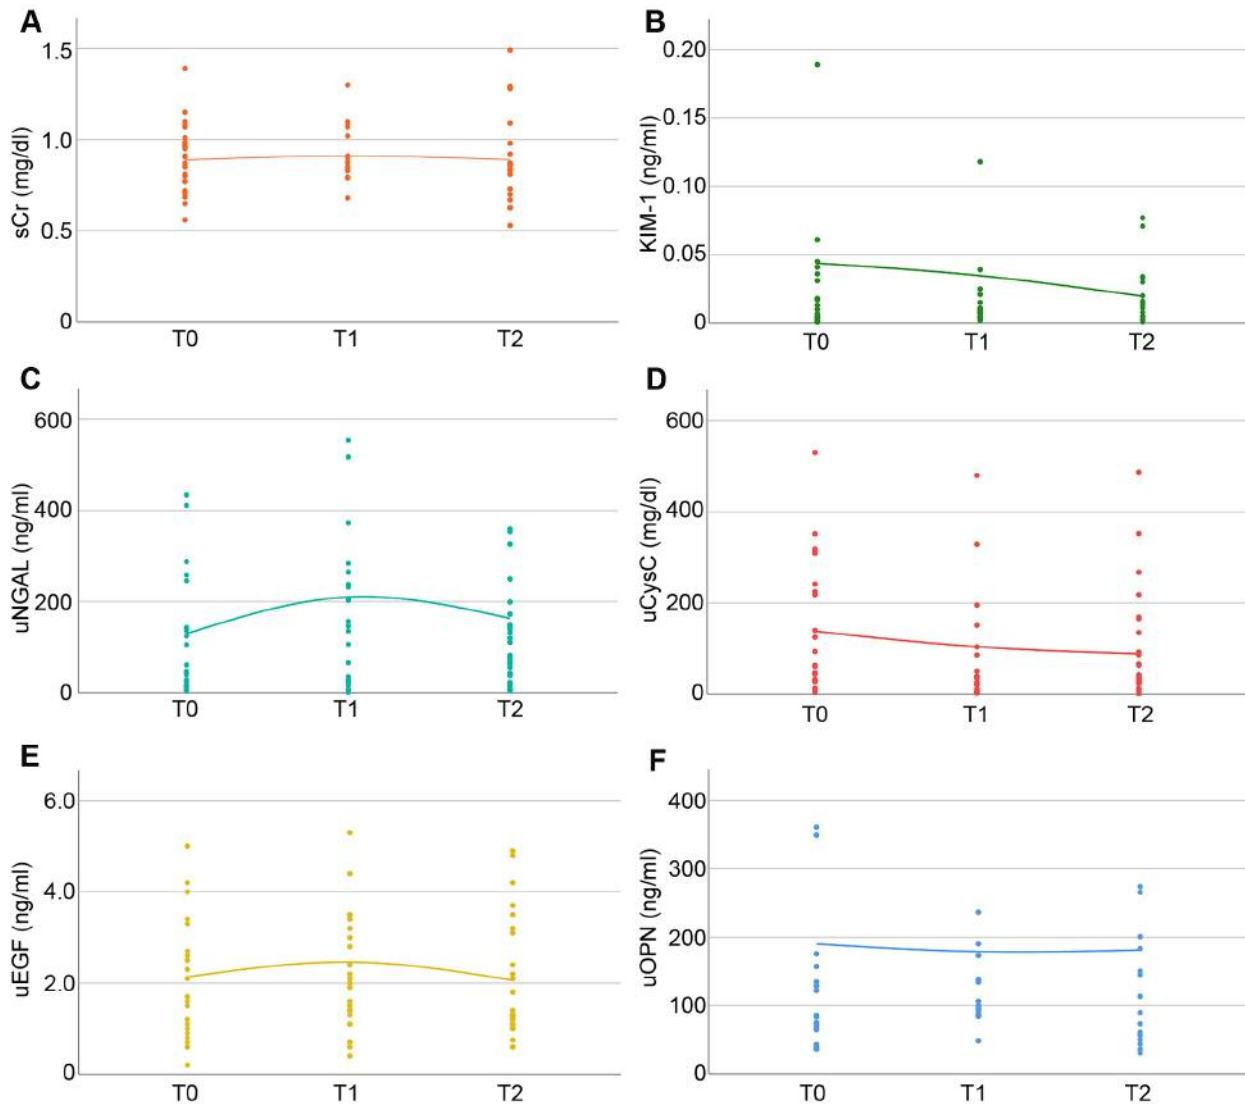 A
sCr (mg/dl)
1.5
1.0
0.5
0
T0 T1 T2
B
KIM-1 (ng/ml)
0.20
0.15
0.10
0.05
0
T0 T1 T2
C
uNGAL (ng/ml)
600
400
200
0
T0 T1 T2
D
uCysC (mg/dl)
600
400
200
0
T0 T1 T2
E
uEGF (ng/ml)
6.0
4.0
2.0
0
T0 T1 T2
F
uOPN (ng/ml)
400
300
200
100
0
T0 T1 T2